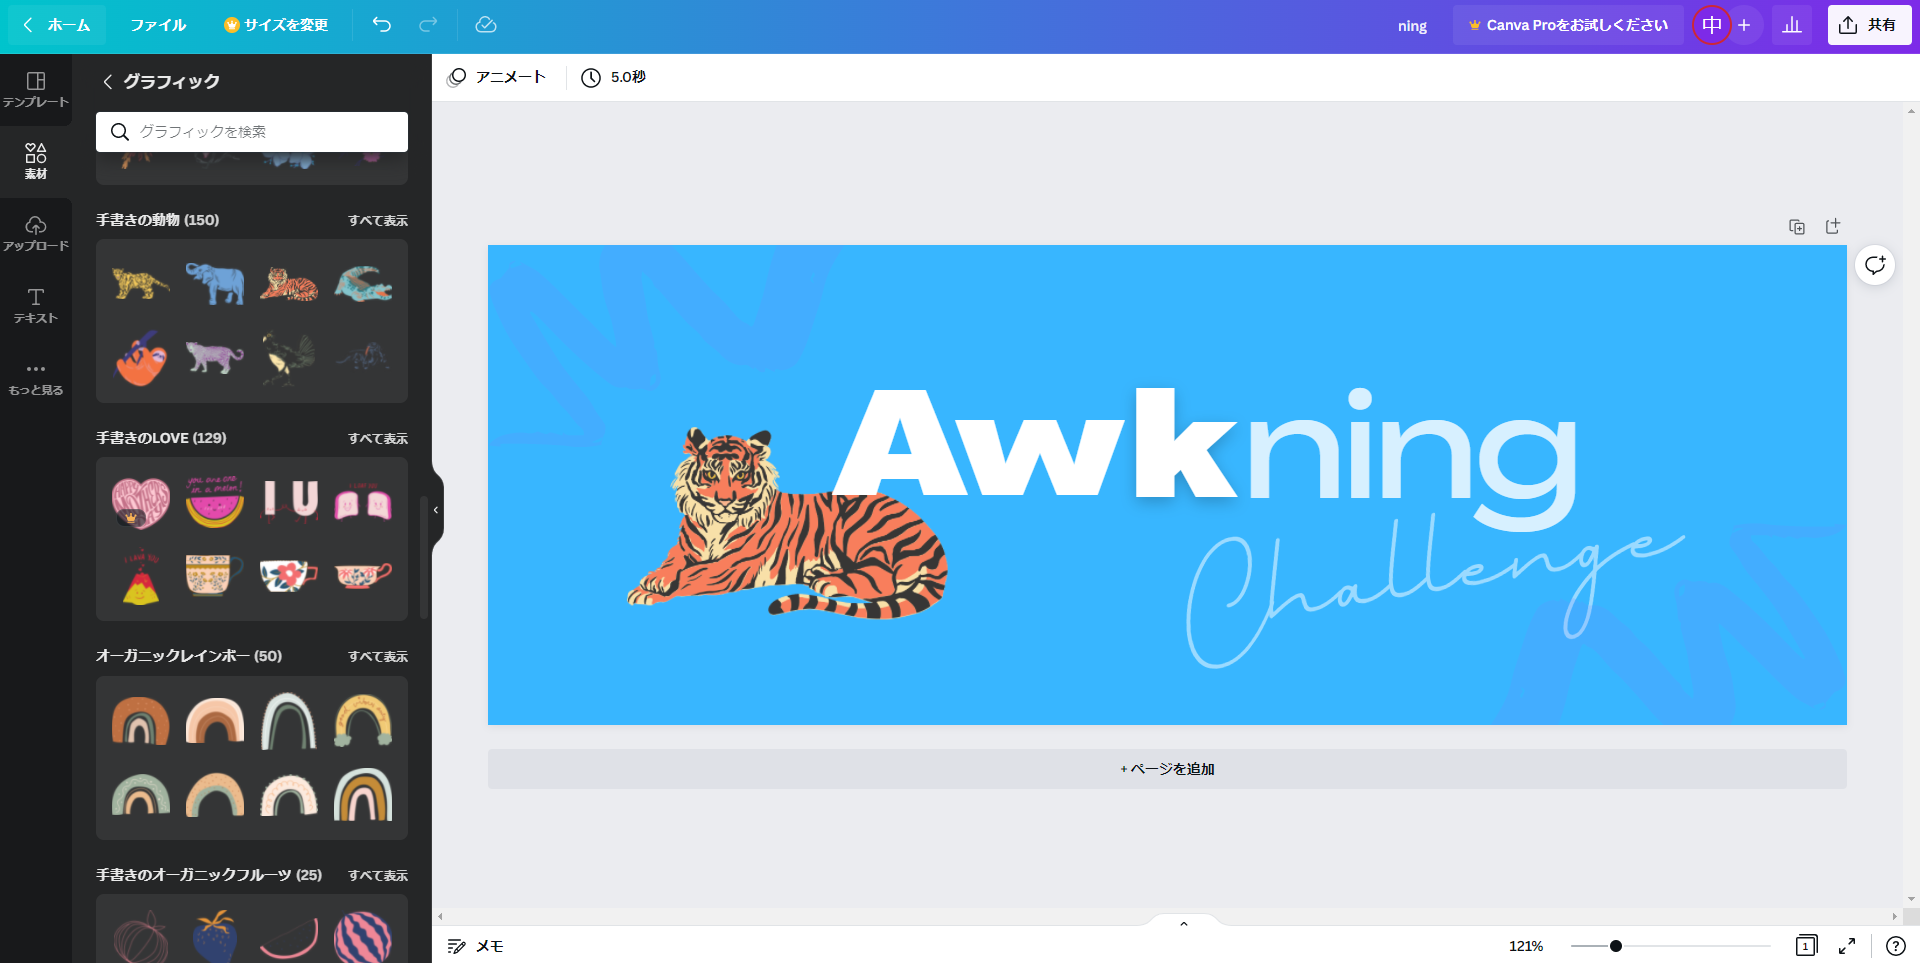 ホーム
ファイル
サイズを変更
ning
Canva Proをお試しください
中
共有
テンプレート
素材
アップロード
テキスト
もっと見る
グラフィック
グラフィックを検索
手書きの動物 (150)
すべて表示
手書きのLOVE (129)
すべて表示
you are one
in a melon!
I U
I LAVA YOU
オーガニックレインボー (50)
すべて表示
手書きのオーガニックフルーツ (25)
すべて表示
アニメート
5.0秒
Awkning
Challenge
+ ページを追加
メモ
121%
1